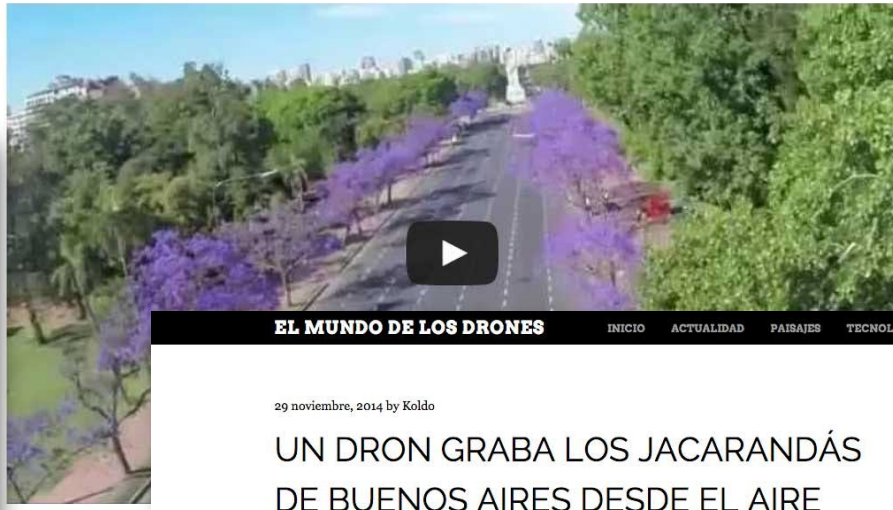 EL MUNDO DE LOS DRONES INICIO ACTUALIDAD PAISAJES TECNOL
29 noviembre, 2014 by Koldo
UN DRON GRABA LOS JACARANDÁS
DE BUENOS AIRES DESDE EL AIRE